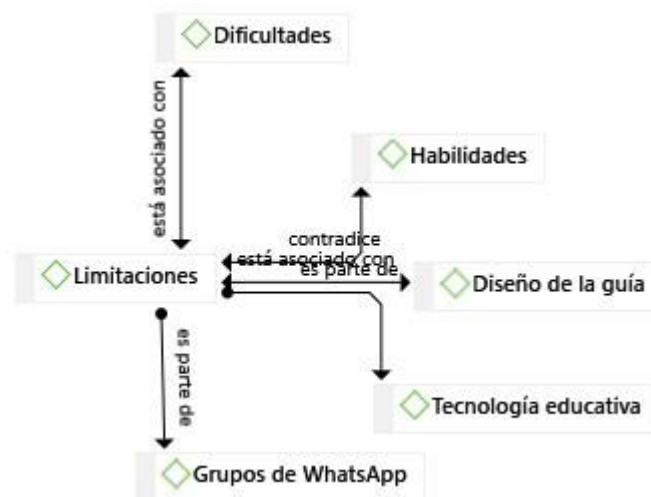 Dificultades
está asociado con
Habilidades
contradice
está asociado con
es parte de
Limitaciones
Diseño de la guía
es parte de
Tecnología educativa
Grupos de WhatsApp